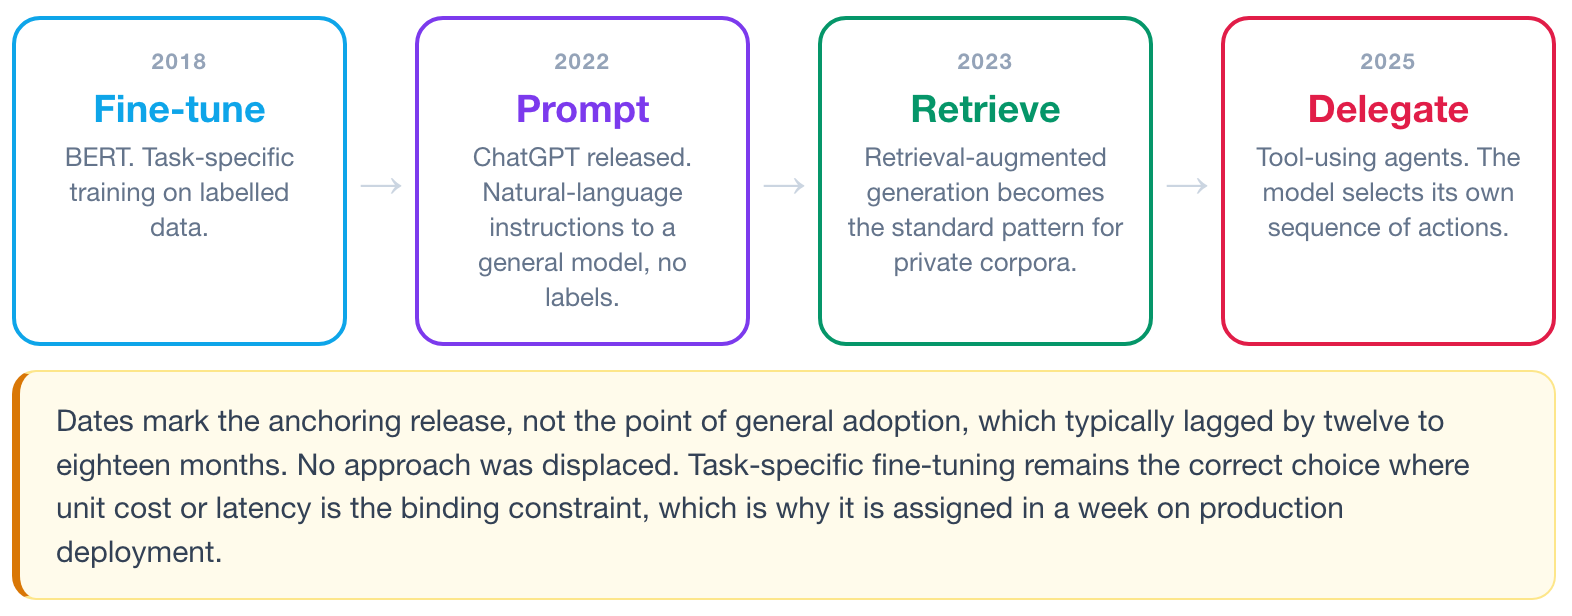 2018
Fine-tune
BERT. Task-specific
training on labelled
data.
→
2022
Prompt
ChatGPT released.
Natural-language
instructions to a
general model, no
labels.
→
2023
Retrieve
Retrieval-augmented
generation becomes
the standard pattern for
private corpora.
→
2025
Delegate
Tool-using agents. The
model selects its own
sequence of actions.
Dates mark the anchoring release, not the point of general adoption, which typically lagged by twelve to
eighteen months. No approach was displaced. Task-specific fine-tuning remains the correct choice where
unit cost or latency is the binding constraint, which is why it is assigned in a week on production
deployment.